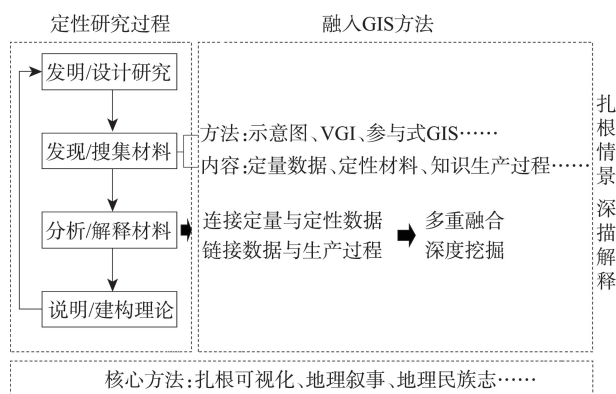 定性研究过程
融入GIS方法
发明/设计研究
发现/搜集材料
方法:示意图、VGI、参与式GIS……
内容:定量数据、定性材料、知识生产过程……
分析/解释材料
连接定量与定性数据
链接数据与生产过程
多重融合
深度挖掘
说明/建构理论
扎根情景
深描解释
核心方法:扎根可视化、地理叙事、地理民族志……